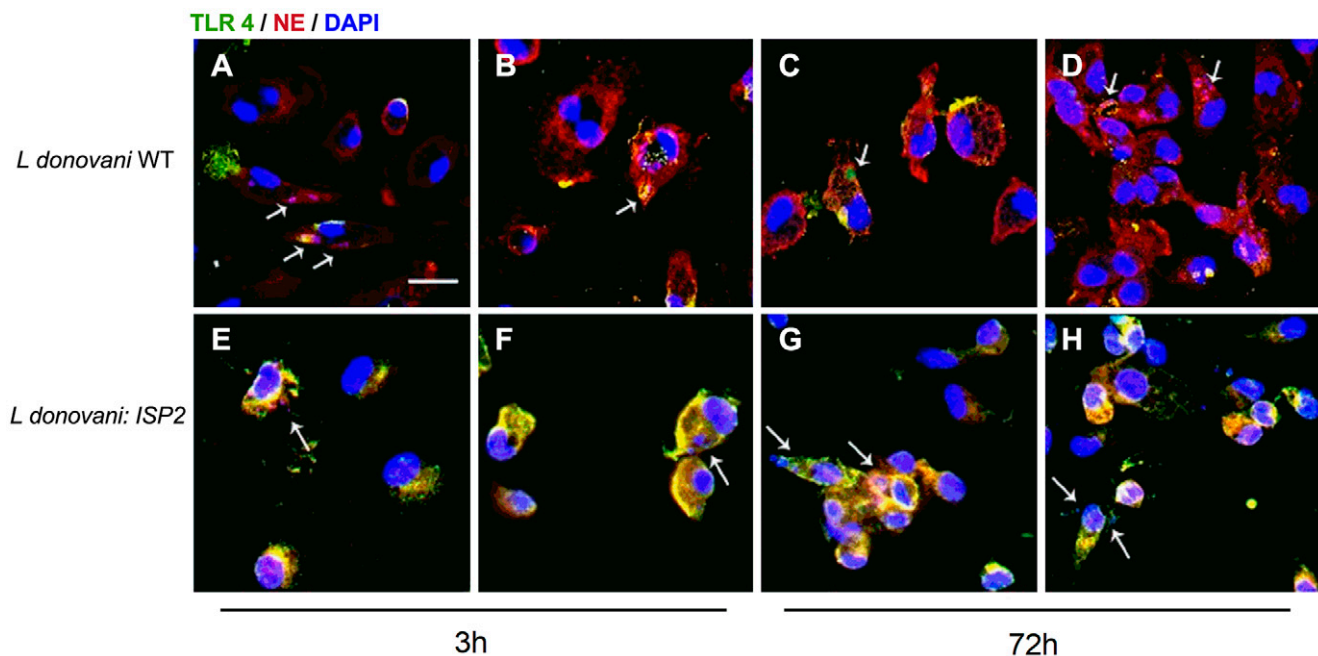 TLR 4 / NE / DAPI
A B C D
L donovani WT
E F G H
L donovani: ISP2
3h 72h